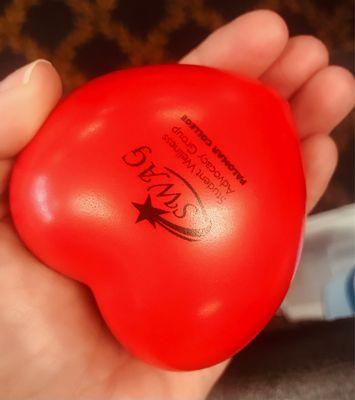 SWAG
Student Wellness
Advocacy Group
PALOMAR COLLEGE